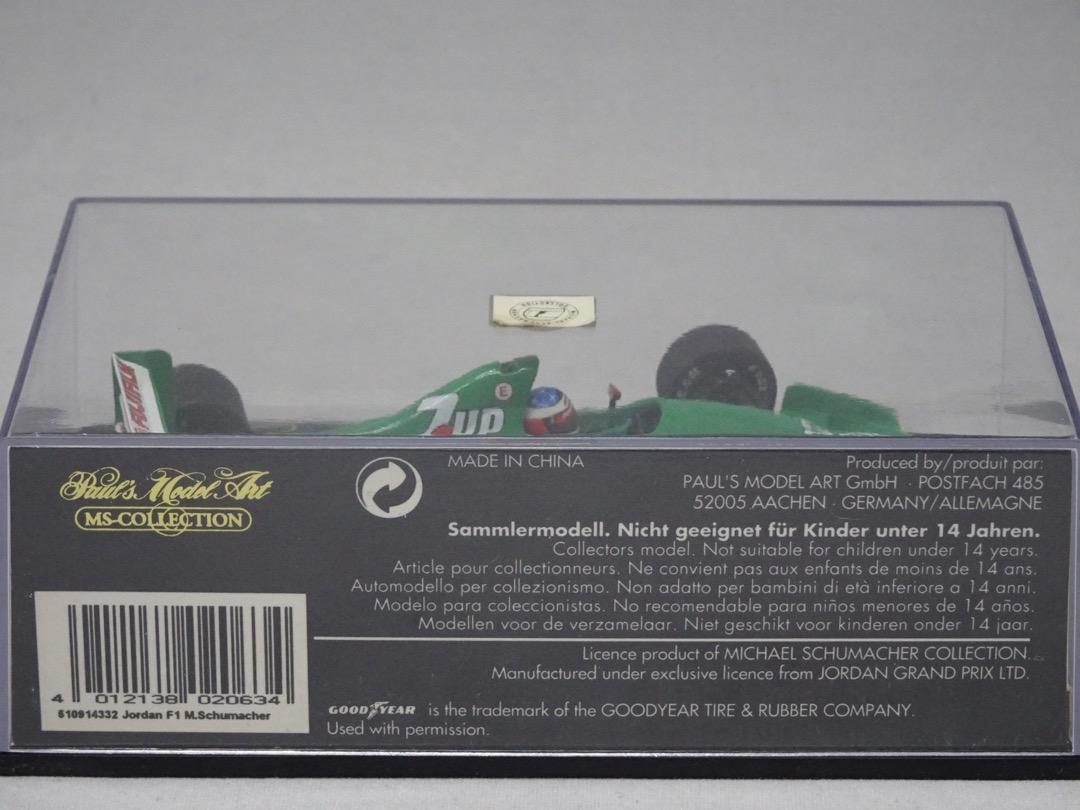 FUJIFILM
7UP
E
Paul's Model Art
MS-COLLECTION
MADE IN CHINA
Produced by/produit par:
PAUL'S MODEL ART GmbH · POSTFACH 485
52005 AACHEN · GERMANY/ALLEMAGNE
Sammlermodell. Nicht geeignet für Kinder unter 14 Jahren.
Collectors model. Not suitable for children under 14 years.
Article pour collectionneurs. Ne convient pas aux enfants de moins de 14 ans.
Automodello per collezionismo. Non adatto per bambini di età inferiore a 14 anni.
Modelo para coleccionistas. No recomendable para niños menores de 14 años.
Modellen voor de verzamelaar. Niet geschikt voor kinderen onder 14 jaar.
Licence product of MICHAEL SCHUMACHER COLLECTION.
Manufactured under exclusive licence from JORDAN GRAND PRIX LTD.
GOODYEAR is the trademark of the GOODYEAR TIRE & RUBBER COMPANY.
Used with permission.
4 012138 020634
510914332 Jordan F1 M.Schumacher